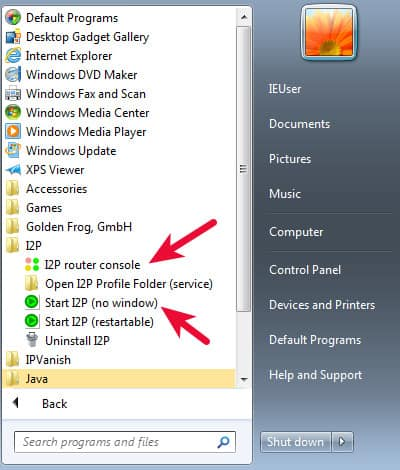 Default Programs
Desktop Gadget Gallery
Internet Explorer
Windows DVD Maker
Windows Fax and Scan
Windows Media Center
Windows Media Player
Windows Update
XPS Viewer
Accessories
Games
Golden Frog, GmbH
I2P
I2P router console
Open I2P Profile Folder (service)
Start I2P (no window)
Start I2P (restartable)
Uninstall I2P
IPVanish
Java
Back
Search programs and files
IEUser
Documents
Pictures
Music
Computer
Control Panel
Devices and Printers
Default Programs
Help and Support
Shut down